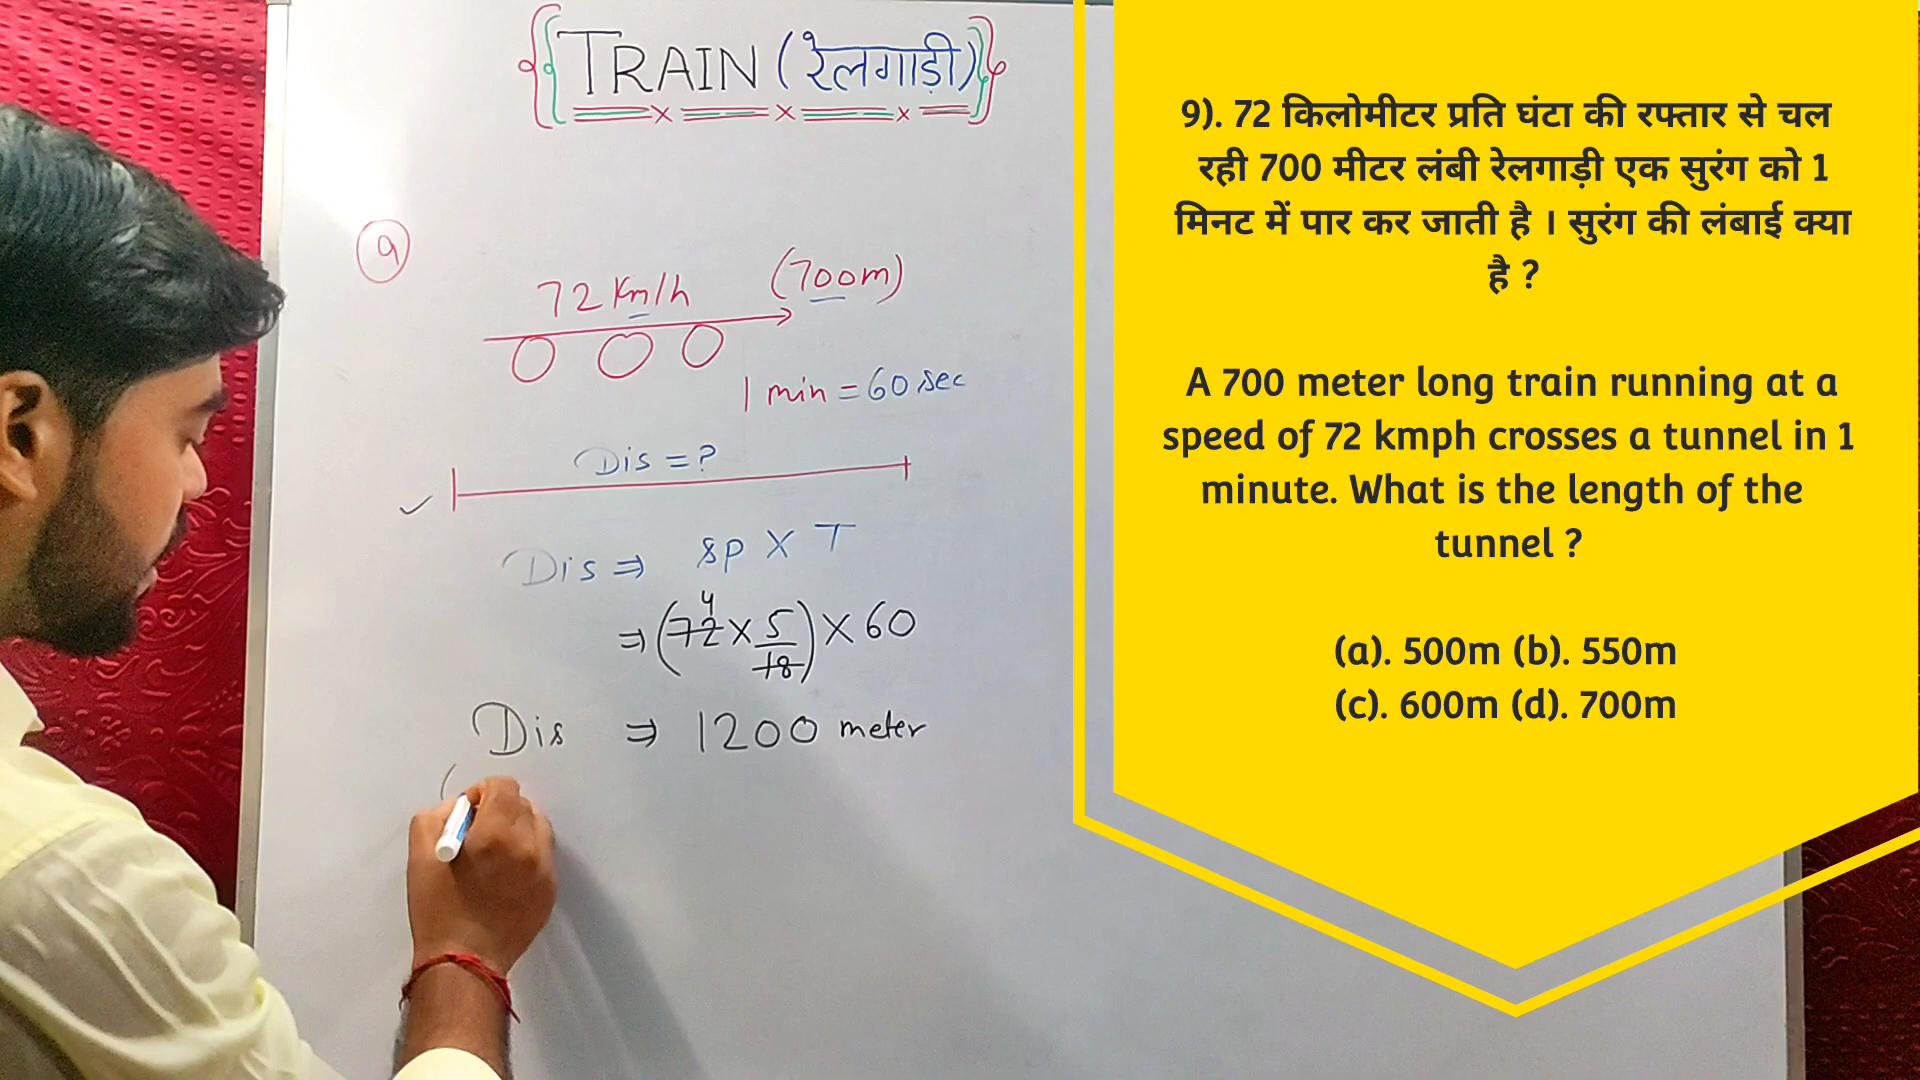 TRAIN (रेलगाड़ी)
9
72 Km/h (700m)
1 min = 60 sec
Dis = ?
Dis ⇒ sp × T
⇒ (72 4 × 5/18) × 60
Dis ⇒ 1200 meter
(
9). 72 किलोमीटर प्रति घंटा की रफ्तार से चल
रही 700 मीटर लंबी रेलगाड़ी एक सुरंग को 1
मिनट में पार कर जाती है । सुरंग की लंबाई क्या
है ?
A 700 meter long train running at a
speed of 72 kmph crosses a tunnel in 1
minute. What is the length of the
tunnel ?
(a). 500m (b). 550m
(c). 600m (d). 700m